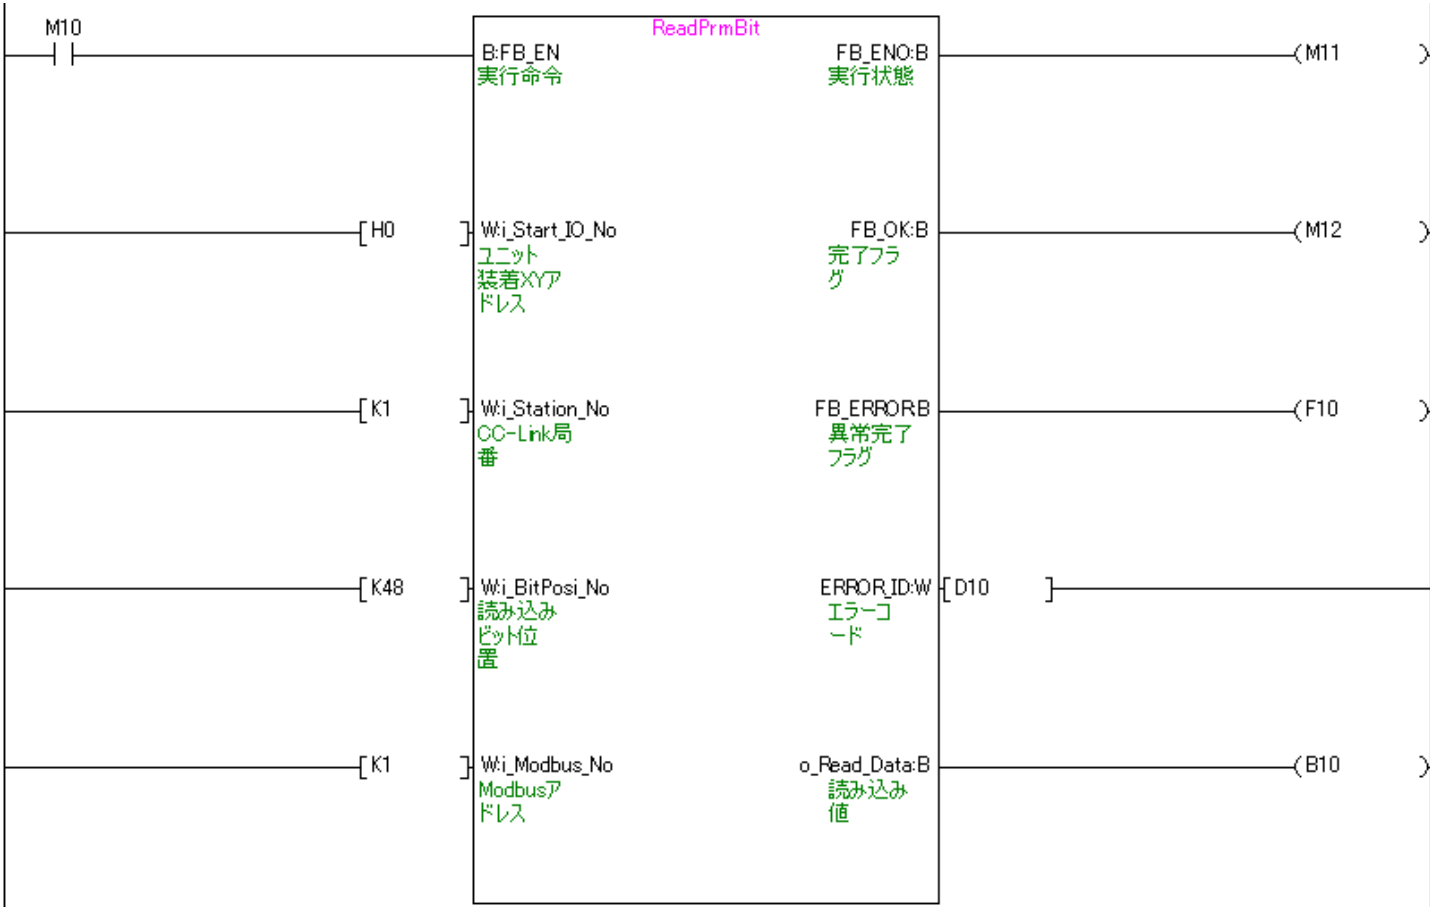 M10
ReadPrmBit
B:FB_EN
実行命令
FB_ENO:B
実行状態
M11
H0
W:i_Start_IO_No
ユニット
装着XYア
ドレス
FB_OK:B
完了フラ
グ
M12
K1
W:i_Station_No
CC-Link局
番
FB_ERROR:B
異常完了
フラグ
F10
K48
W:i_BitPosi_No
読み込み
ビット位
置
ERROR_ID:W
エラーコ
ード
D10
K1
W:i_Modbus_No
Modbusア
ドレス
o_Read_Data:B
読み込み
値
B10